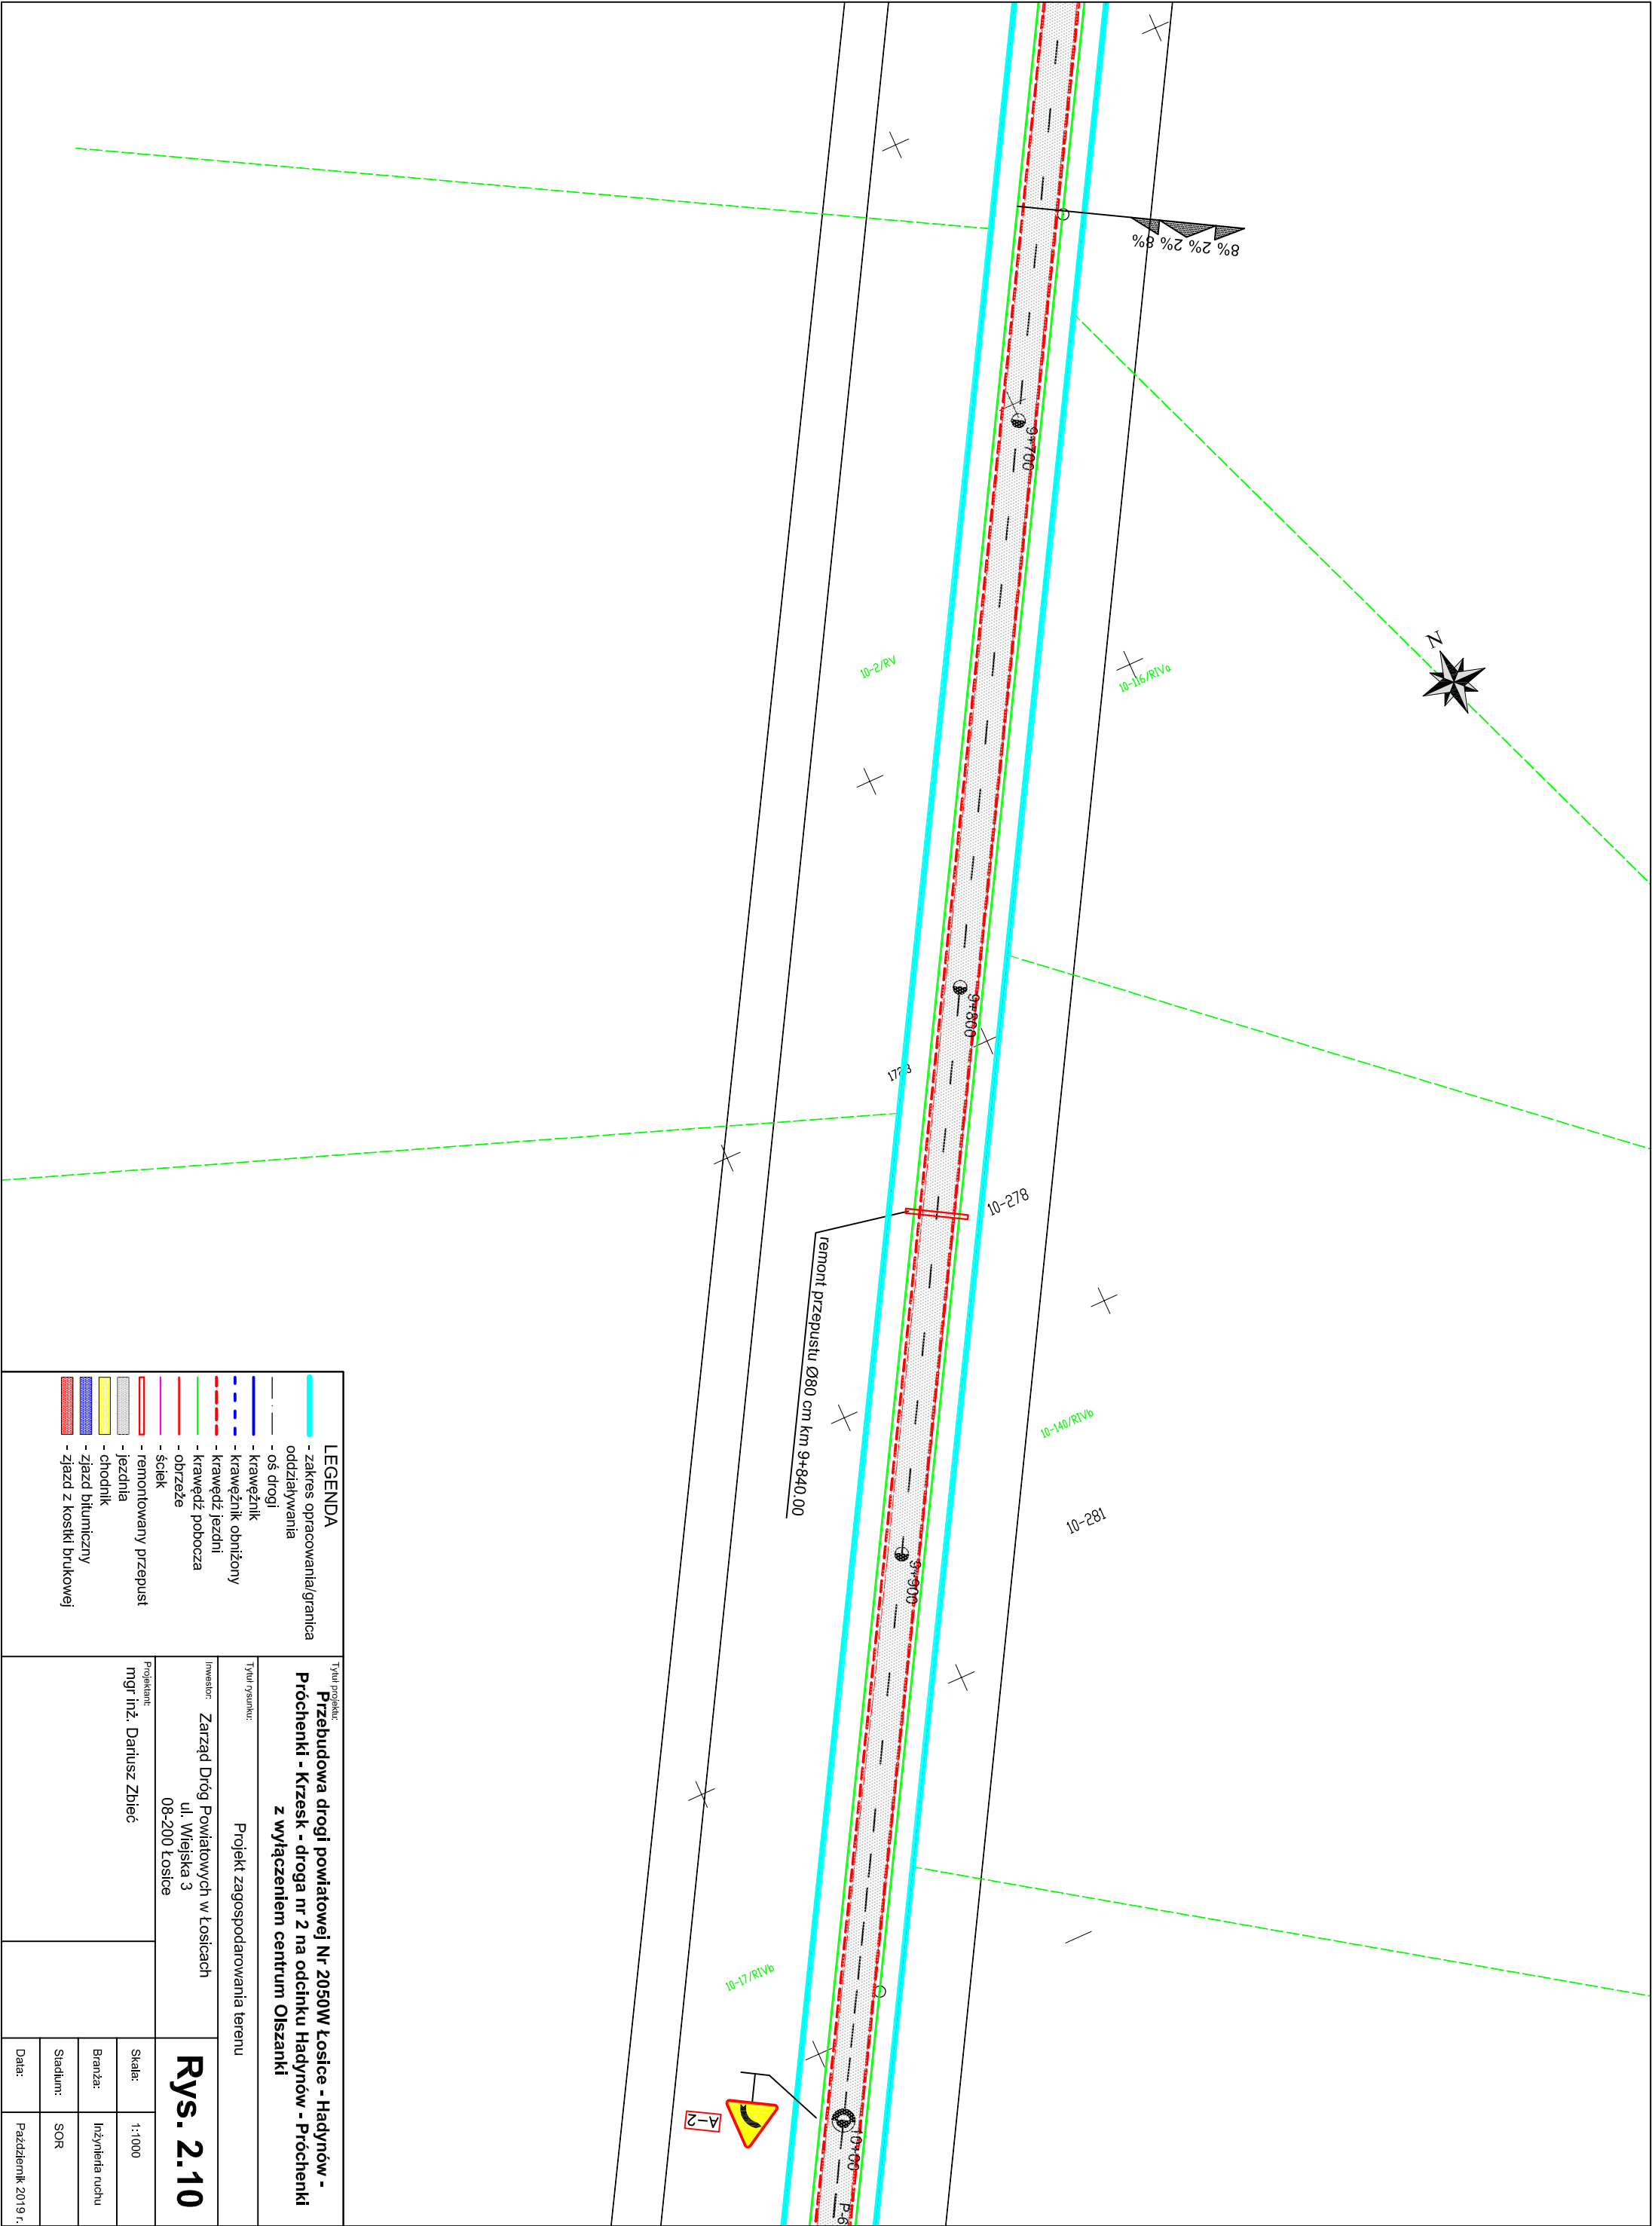 8% 2% 2% 8%
9+700
N
10-2/RV
10-116/RIVa
9+800
10-278
remont przepustu Ø80 cm km 9+840.00
10-140/RIVb
10-281
9+900
10-17/RIVb
A-2
10+00
P-6
LEGENDA
- zakres opracowania/granica
oddziaływania
- oś drogi
- krawężnik
- krawężnik obniżony
- krawędź jezdni
- krawędź pobocza
- obrzeże
- ściek
- remontowany przepust
- jezdnia
- chodnik
- zjazd bitumiczny
- zjazd z kostki brukowej
Tytuł projektu:
Przebudowa drogi powiatowej Nr 2050W Łosice - Hadynów -
Próchenki - Krzesk - droga nr 2 na odcinku Hadynów - Próchenki
z wyłączeniem centrum Olszanki
Tytuł rysunku:
Projekt zagospodarowania terenu
Inwestor: Zarząd Dróg Powiatowych w Łosicach
ul. Wiejska 3
08-200 Łosice
Rys. 2.10
Projektant:
mgr inż. Dariusz Zbieć
Skala: 1:1000
Branża: Inżynieria ruchu
Stadium: SOR
Data: Październik 2019 r.